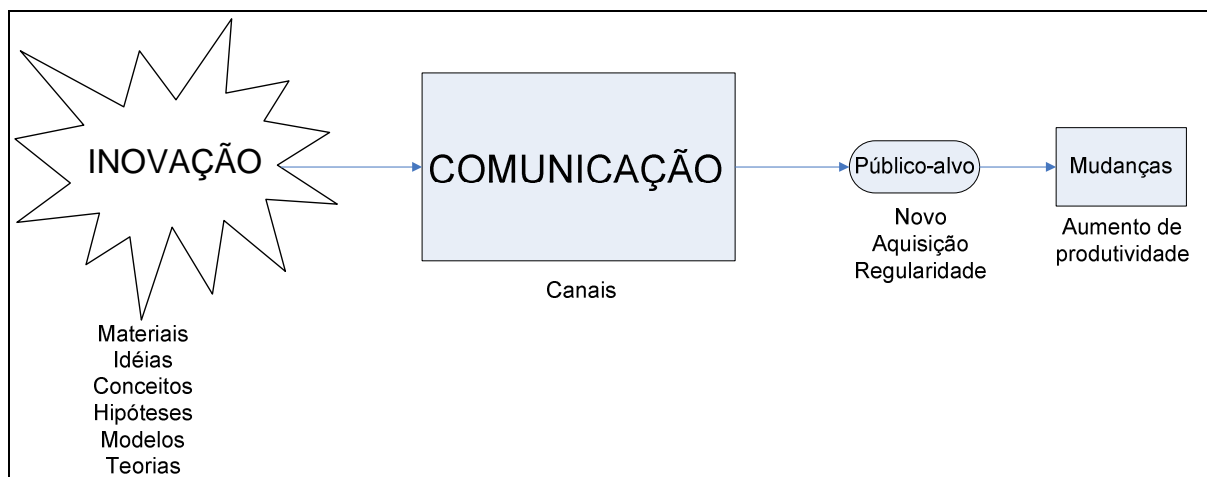 INOVAÇÃO
Materiais
Idéias
Conceitos
Hipóteses
Modelos
Teorias
COMUNICAÇÃO
Canais
Público-alvo
Novo
Aquisição
Regularidade
Mudanças
Aumento de
produtividade